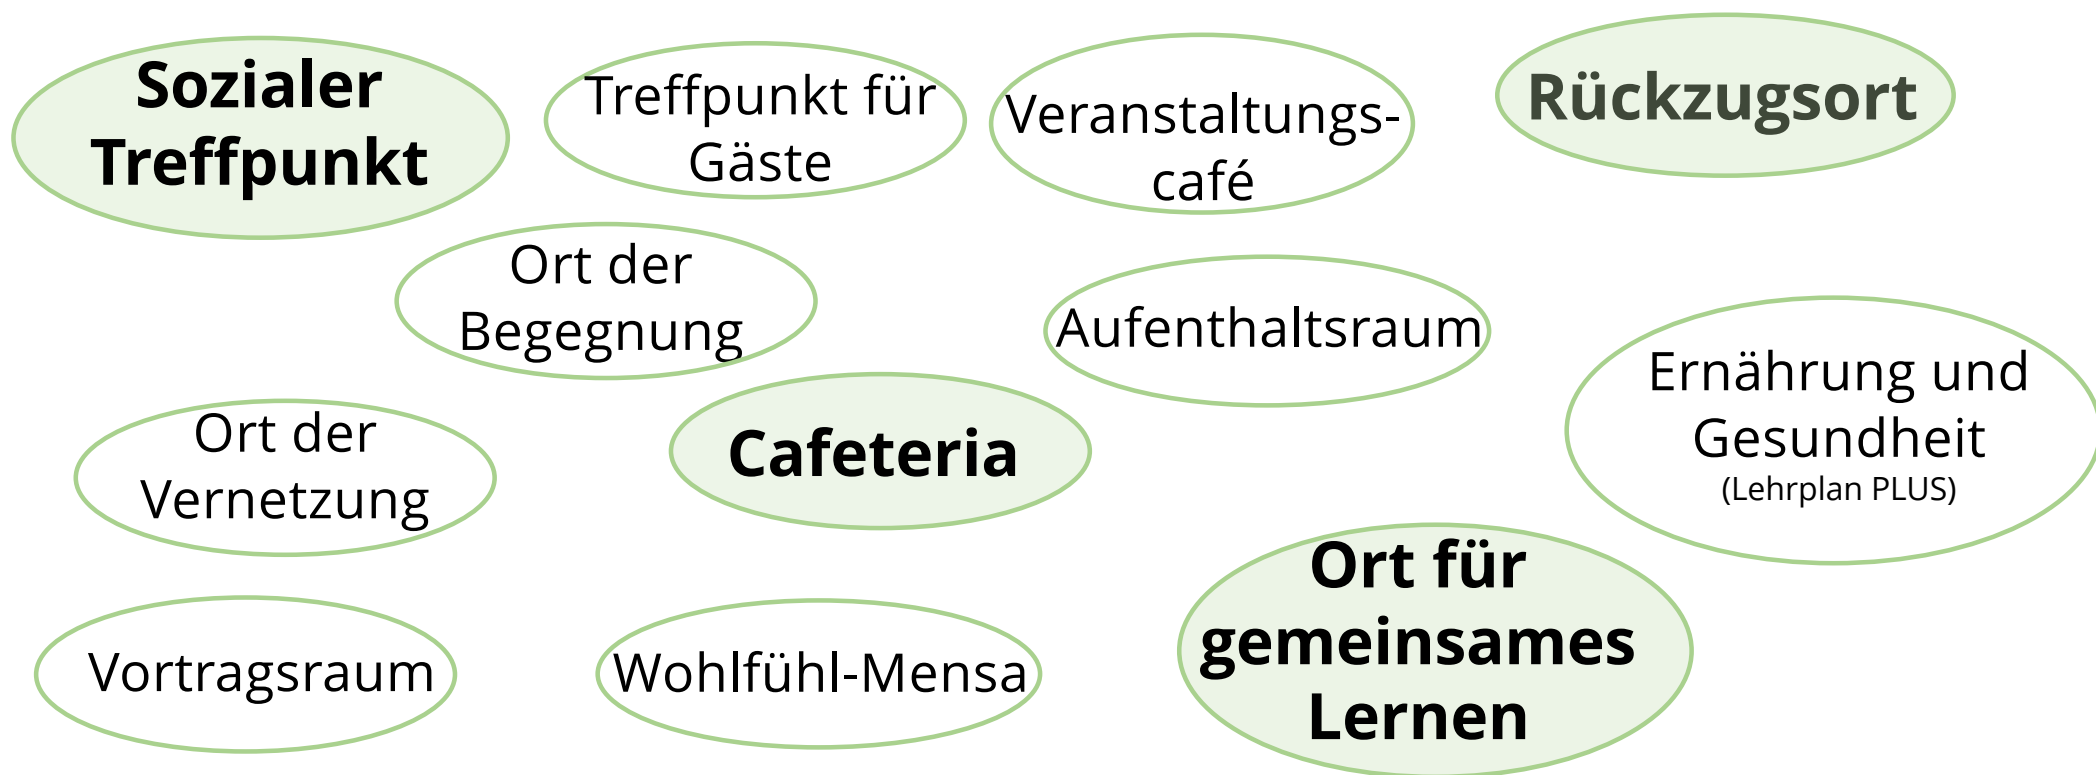 Sozialer
Treffpunkt
Treffpunkt für
Gäste
Veranstaltungs-
café
Rückzugsort
Ort der
Begegnung
Aufenthaltsraum
Ernährung und
Gesundheit
(Lehrplan PLUS)
Ort der
Vernetzung
Cafeteria
Ort für
gemeinsames
Lernen
Vortragsraum
Wohlfühl-Mensa